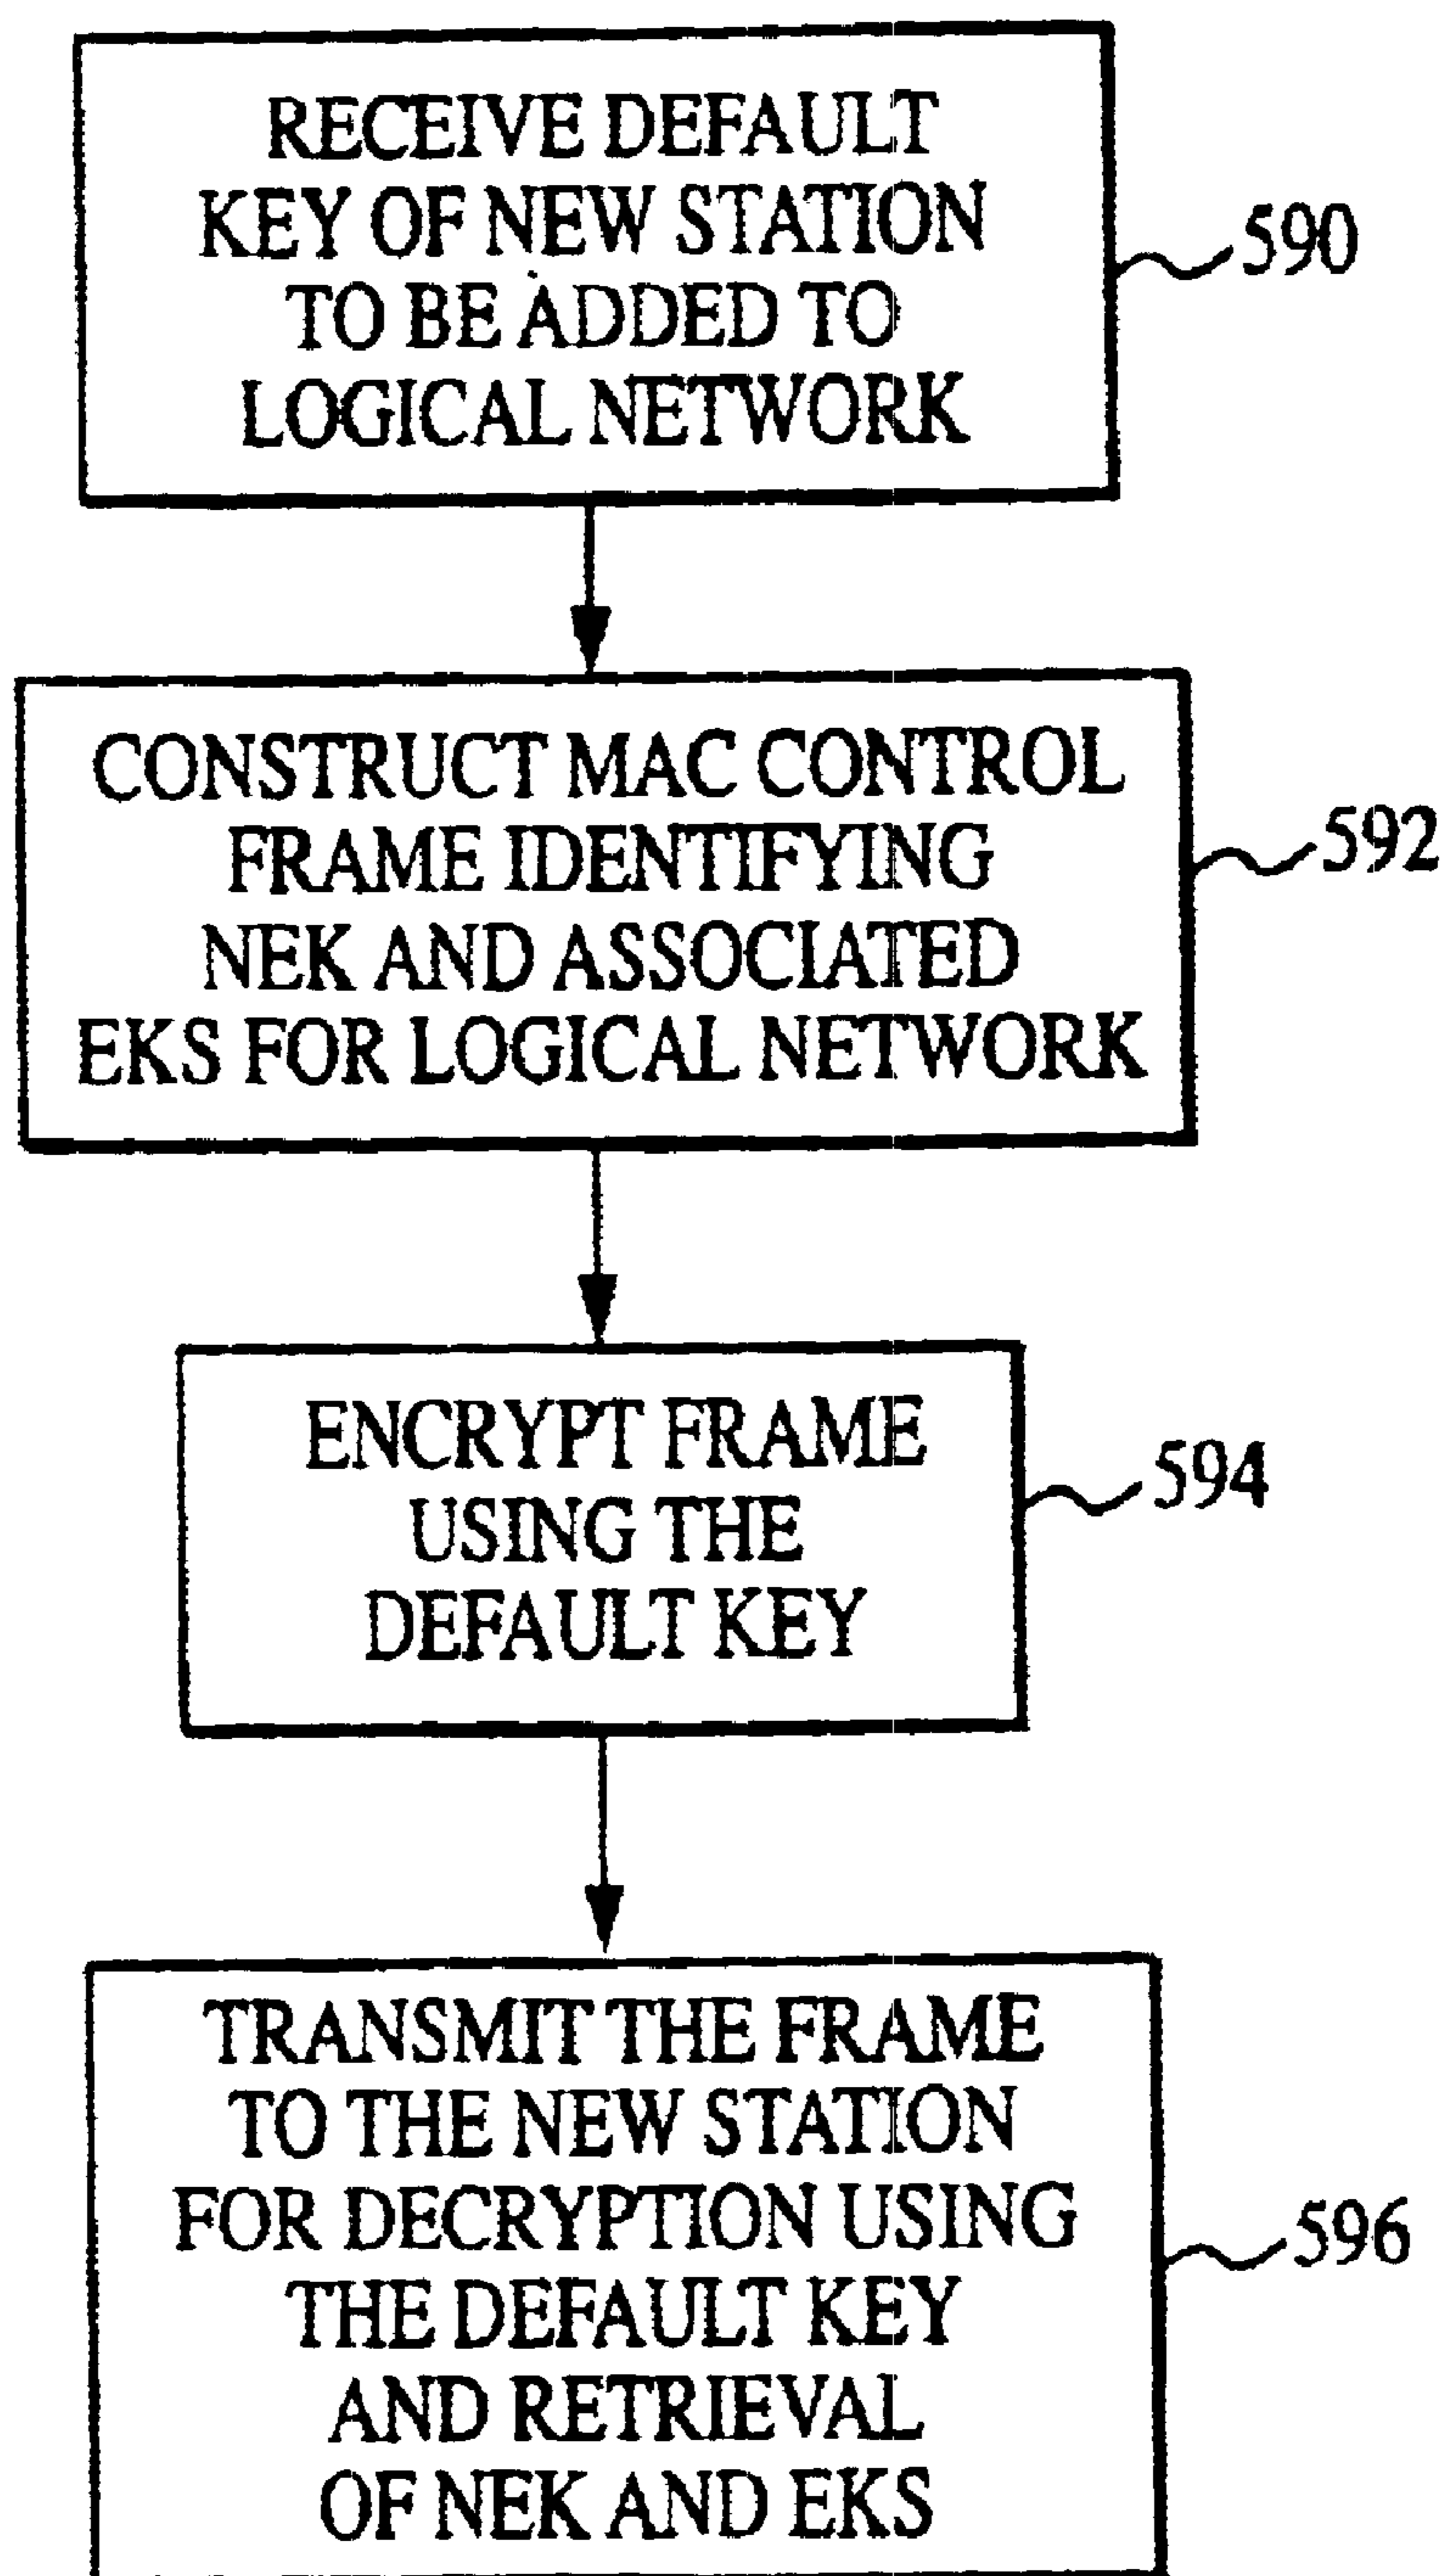 RECEIVE DEFAULT
KEY OF NEW STATION
TO BE ADDED TO
LOGICAL NETWORK
590
CONSTRUCT MAC CONTROL
FRAME IDENTIFYING
NEK AND ASSOCIATED
EKS FOR LOGICAL NETWORK
592
ENCRYPT FRAME
USING THE
DEFAULT KEY
594
TRANSMIT THE FRAME
TO THE NEW STATION
FOR DECRYPTION USING
THE DEFAULT KEY
AND RETRIEVAL
OF NEK AND EKS
596